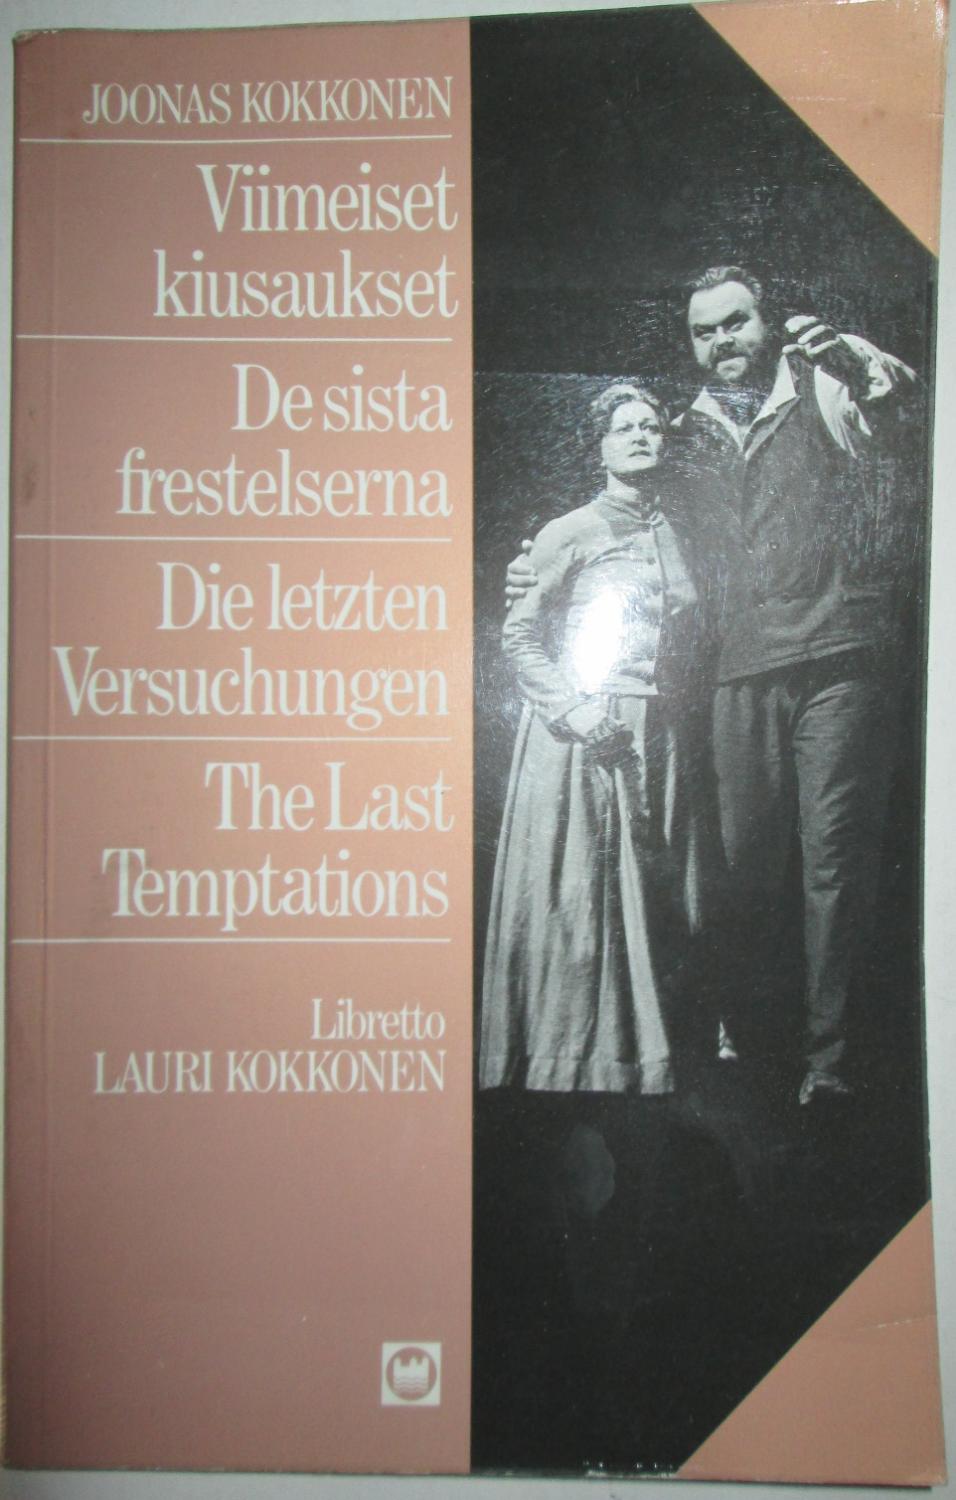 JOONAS KOKKONEN
Viimeiset
kiusaukset
De sista
frestelserna
Die letzten
Versuchungen
The Last
Temptations
Libretto
LAURI KOKKONEN